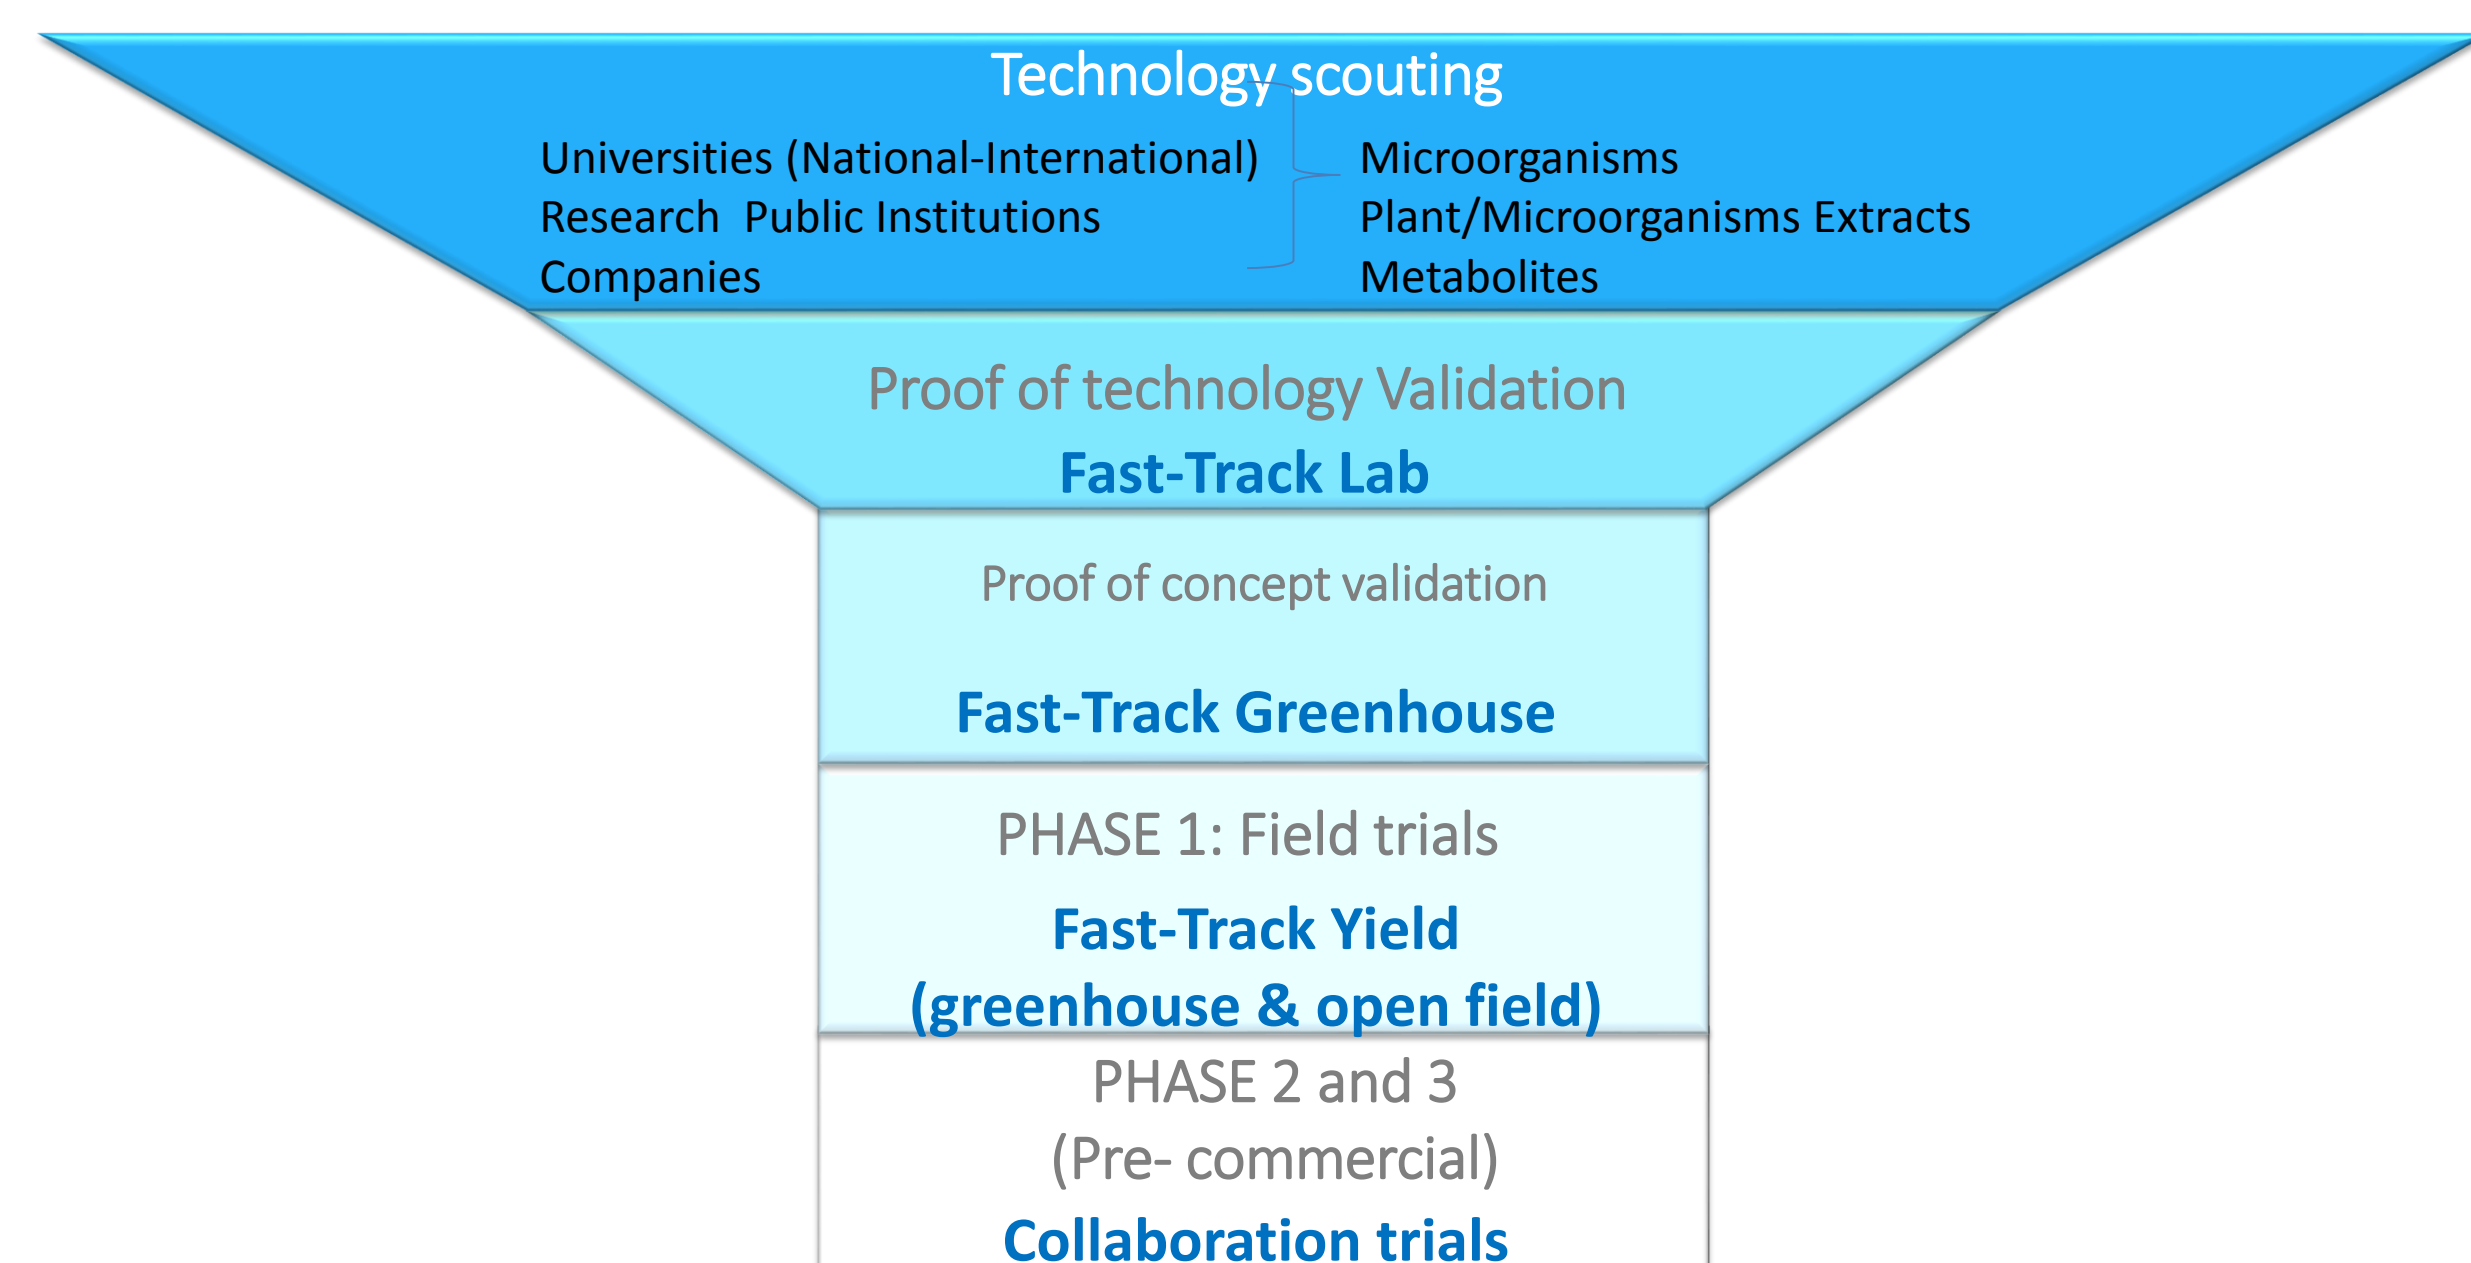 Technology scouting
Universities (National-International)
Research  Public Institutions
Companies
Microorganisms
Plant/Microorganisms Extracts
Metabolites
Proof of technology Validation
Fast-Track Lab
Proof of concept validation
Fast-Track Greenhouse
PHASE 1: Field trials
Fast-Track Yield
(greenhouse & open field)
PHASE 2 and 3
(Pre- commercial)
Collaboration trials